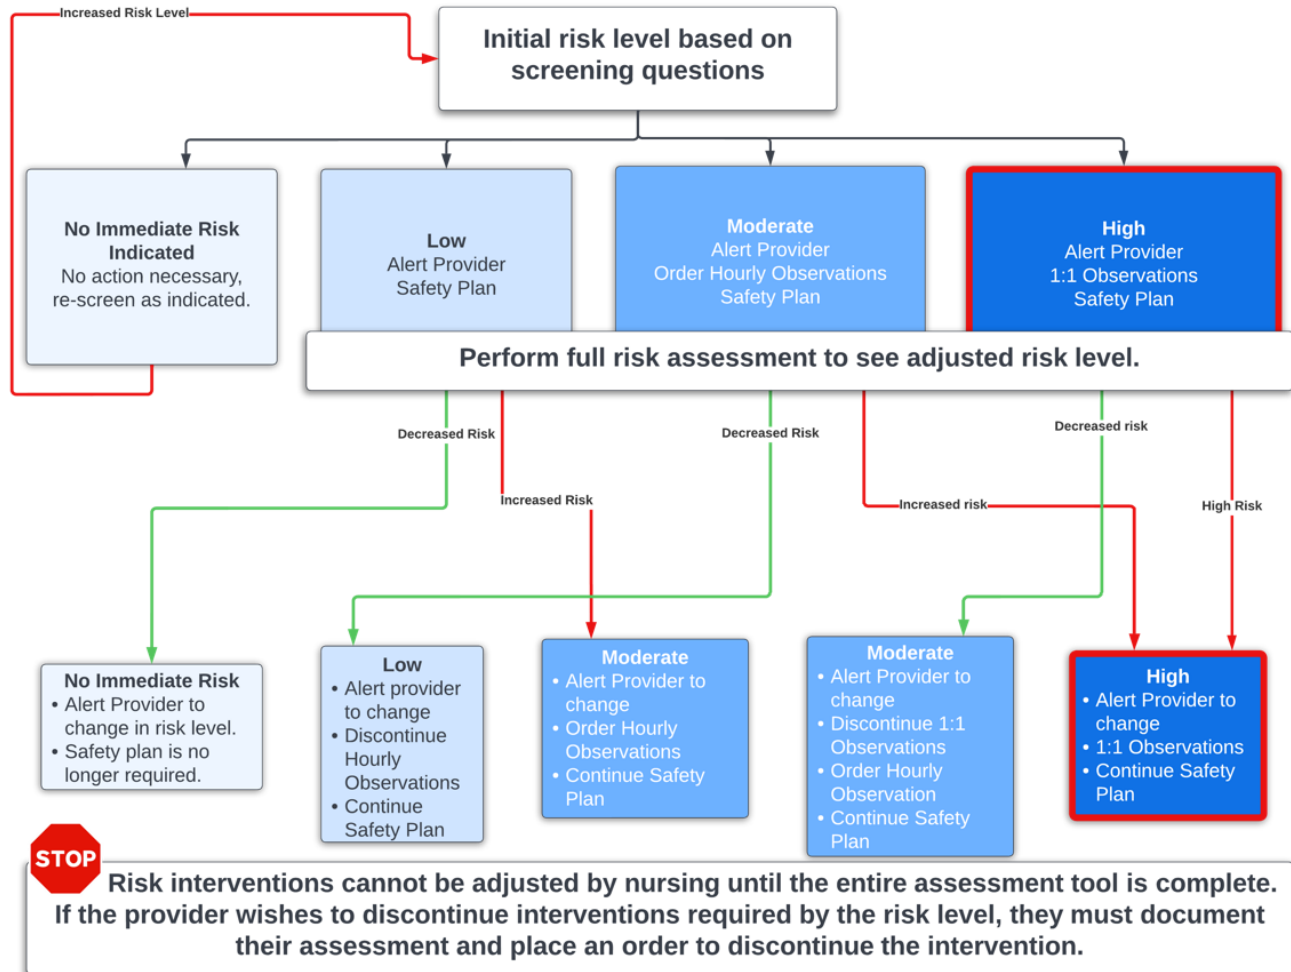 Increased Risk Level
Initial risk level based on
screening questions
No Immediate Risk
Indicated
No action necessary,
re-screen as indicated.
Low
Alert Provider
Safety Plan
Moderate
Alert Provider
Order Hourly Observations
Safety Plan
High
Alert Provider
1:1 Observations
Safety Plan
Perform full risk assessment to see adjusted risk level.
Decreased Risk
Increased Risk
Decreased Risk
Increased risk
Decreased risk
High Risk
No Immediate Risk
• Alert Provider to
change in risk level.
• Safety plan is no
longer required.
Low
• Alert provider
to change
• Discontinue
Hourly
Observations
• Continue
Safety Plan
Moderate
• Alert Provider to
change
• Order Hourly
Observations
• Continue Safety
Plan
Moderate
• Alert Provider to
change
• Discontinue 1:1
Observations
• Order Hourly
Observation
• Continue Safety
Plan
High
• Alert Provider to
change
• 1:1 Observations
• Continue Safety
Plan
STOP
Risk interventions cannot be adjusted by nursing until the entire assessment tool is complete.
If the provider wishes to discontinue interventions required by the risk level, they must document
their assessment and place an order to discontinue the intervention.